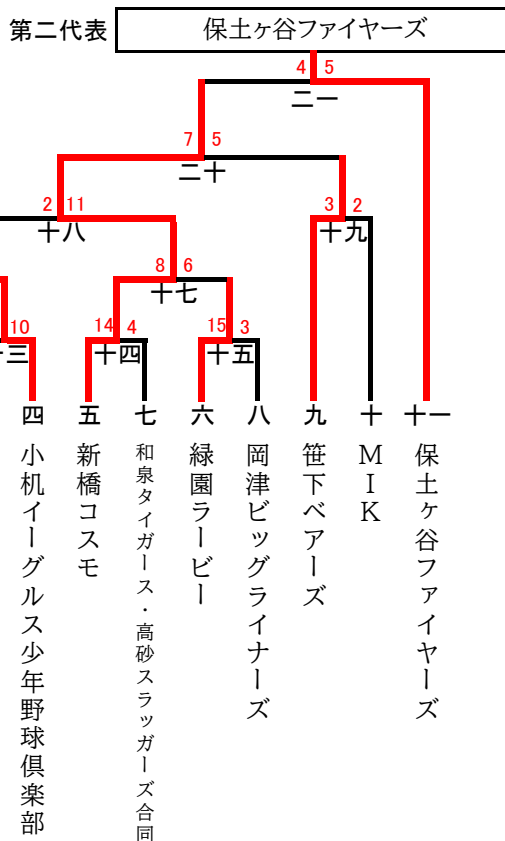 第二代表
保土ヶ谷ファイヤーズ
4 5
二一
7 5
二十
2 11
十八
3 2
十九
8 6
十七
10
十三
14 4
十四
15 3
十五
四
五
七
六
八
九
十
十一
小机イーグルス少年野球倶楽部
新橋コスモ
和泉タイガース・高砂スラッガーズ合同
緑園ラービー
岡津ビッグライナーズ
笹下ベアーズ
MIK
保土ヶ谷ファイヤーズ